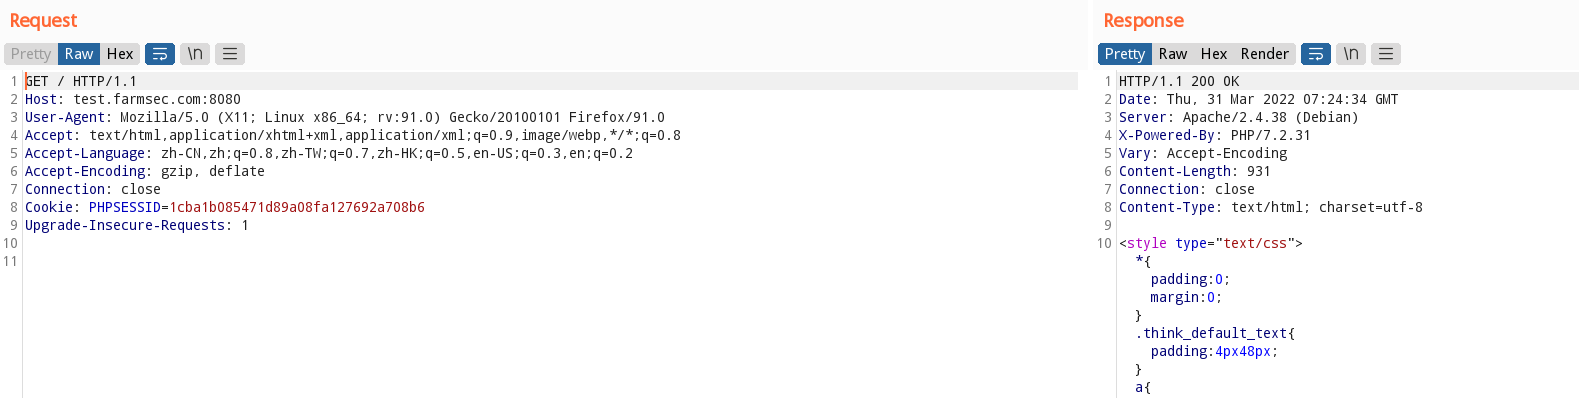 Request
Pretty Raw Hex \n
1 GET / HTTP/1.1
2 Host: test.farmsec.com:8080
3 User-Agent: Mozilla/5.0 (X11; Linux x86_64; rv:91.0) Gecko/20100101 Firefox/91.0
4 Accept: text/html,application/xhtml+xml,application/xml;q=0.9,image/webp,*/*;q=0.8
5 Accept-Language: zh-CN,zh;q=0.8,zh-TW;q=0.7,zh-HK;q=0.5,en-US;q=0.3,en;q=0.2
6 Accept-Encoding: gzip, deflate
7 Connection: close
8 Cookie: PHPSESSID=1cba1b085471d89a08fa127692a708b6
9 Upgrade-Insecure-Requests: 1
10
11
Response
Pretty Raw Hex Render \n
1 HTTP/1.1 200 OK
2 Date: Thu, 31 Mar 2022 07:24:34 GMT
3 Server: Apache/2.4.38 (Debian)
4 X-Powered-By: PHP/7.2.31
5 Vary: Accept-Encoding
6 Content-Length: 931
7 Connection: close
8 Content-Type: text/html; charset=utf-8
9
10 <style type="text/css">
*{
padding:0;
margin:0;
}
.think_default_text{
padding:4px48px;
}
a{